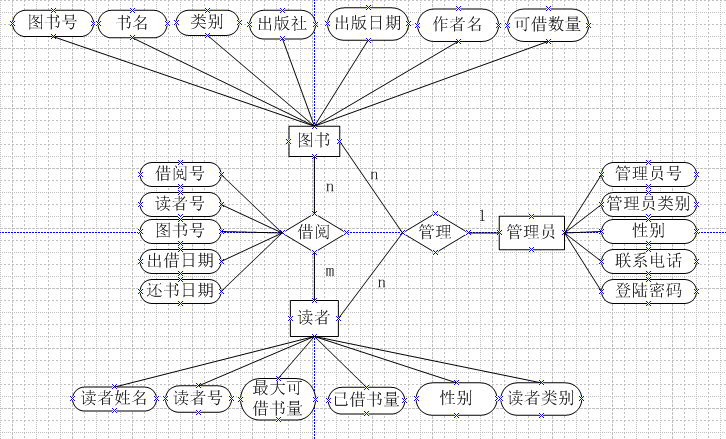 图书号
书名
类别
出版社
出版日期
作者名
可借数量
图书
n
n
借阅号
读者号
图书号
出借日期
还书日期
借阅
管理
1
管理员
管理员号
管理员类别
性别
联系电话
登陆密码
m
n
读者
读者姓名
读者号
最大可
借书量
已借书量
性别
读者类别